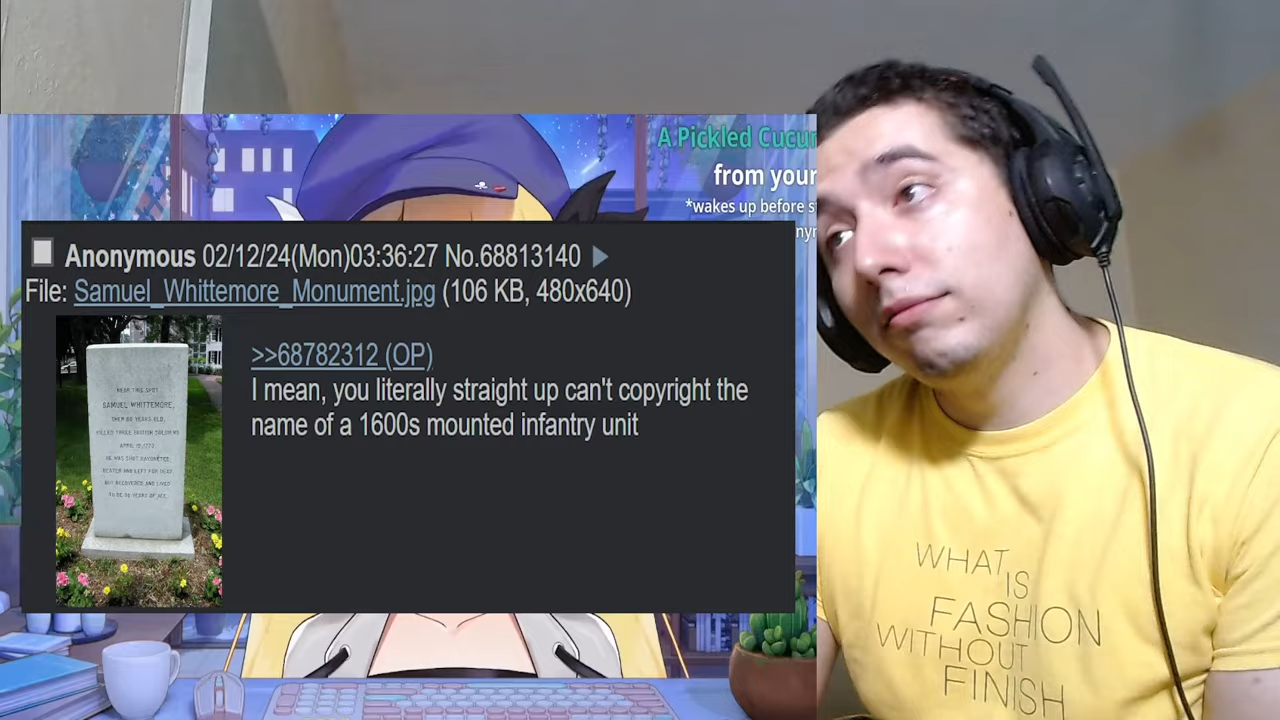 A Pickled Cucu
from your
*wakes up before s
Anonymous 02/12/24(Mon)03:36:27 No.68813140
File: Samuel_Whittemore_Monument.jpg (106 KB, 480x640)
>>68782312 (OP)
I mean, you literally straight up can't copyright the
name of a 1600s mounted infantry unit
NEAR THIS SPOT
SAMUEL WHITTEMORE,
THEN 80 YEARS OLD,
KILLED THREE BRITISH SOLDIERS
APRIL 19, 1775.
HE WAS SHOT, BAYONETED,
BEATEN AND LEFT FOR DEAD,
BUT RECOVERED AND LIVED
TO BE 98 YEARS OF AGE.
WHAT
IS
FASHION
WITHOUT
FINISH